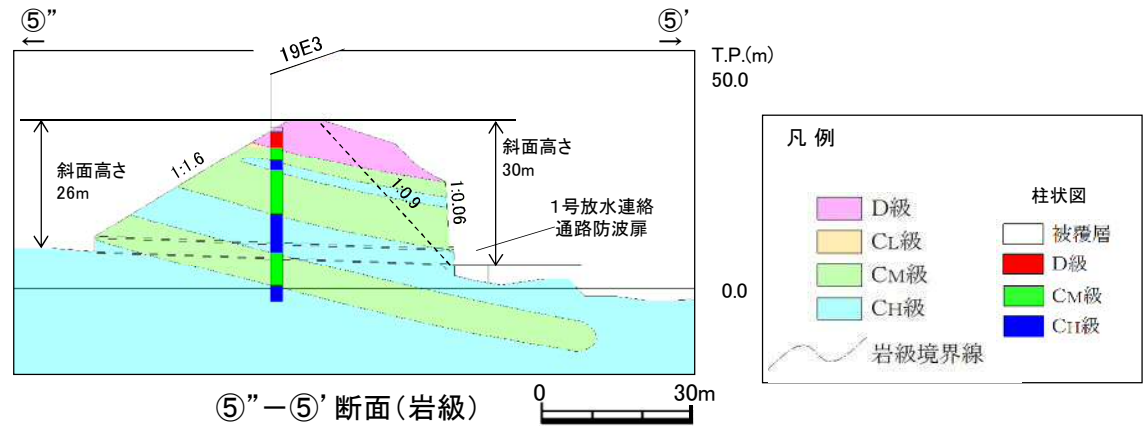 ⑤” ⑤’
19E3
T.P.(m)
50.0
斜面高さ
26m
1:1.6
1:0.9
1:0.06
斜面高さ
30m
1号放水連絡
通路防波扉
0.0
⑤”－⑤’断面(岩級)
0 30m
凡 例
D級
CL級
CM級
CH級
岩級境界線
柱状図
被覆層
D級
CM級
CH級